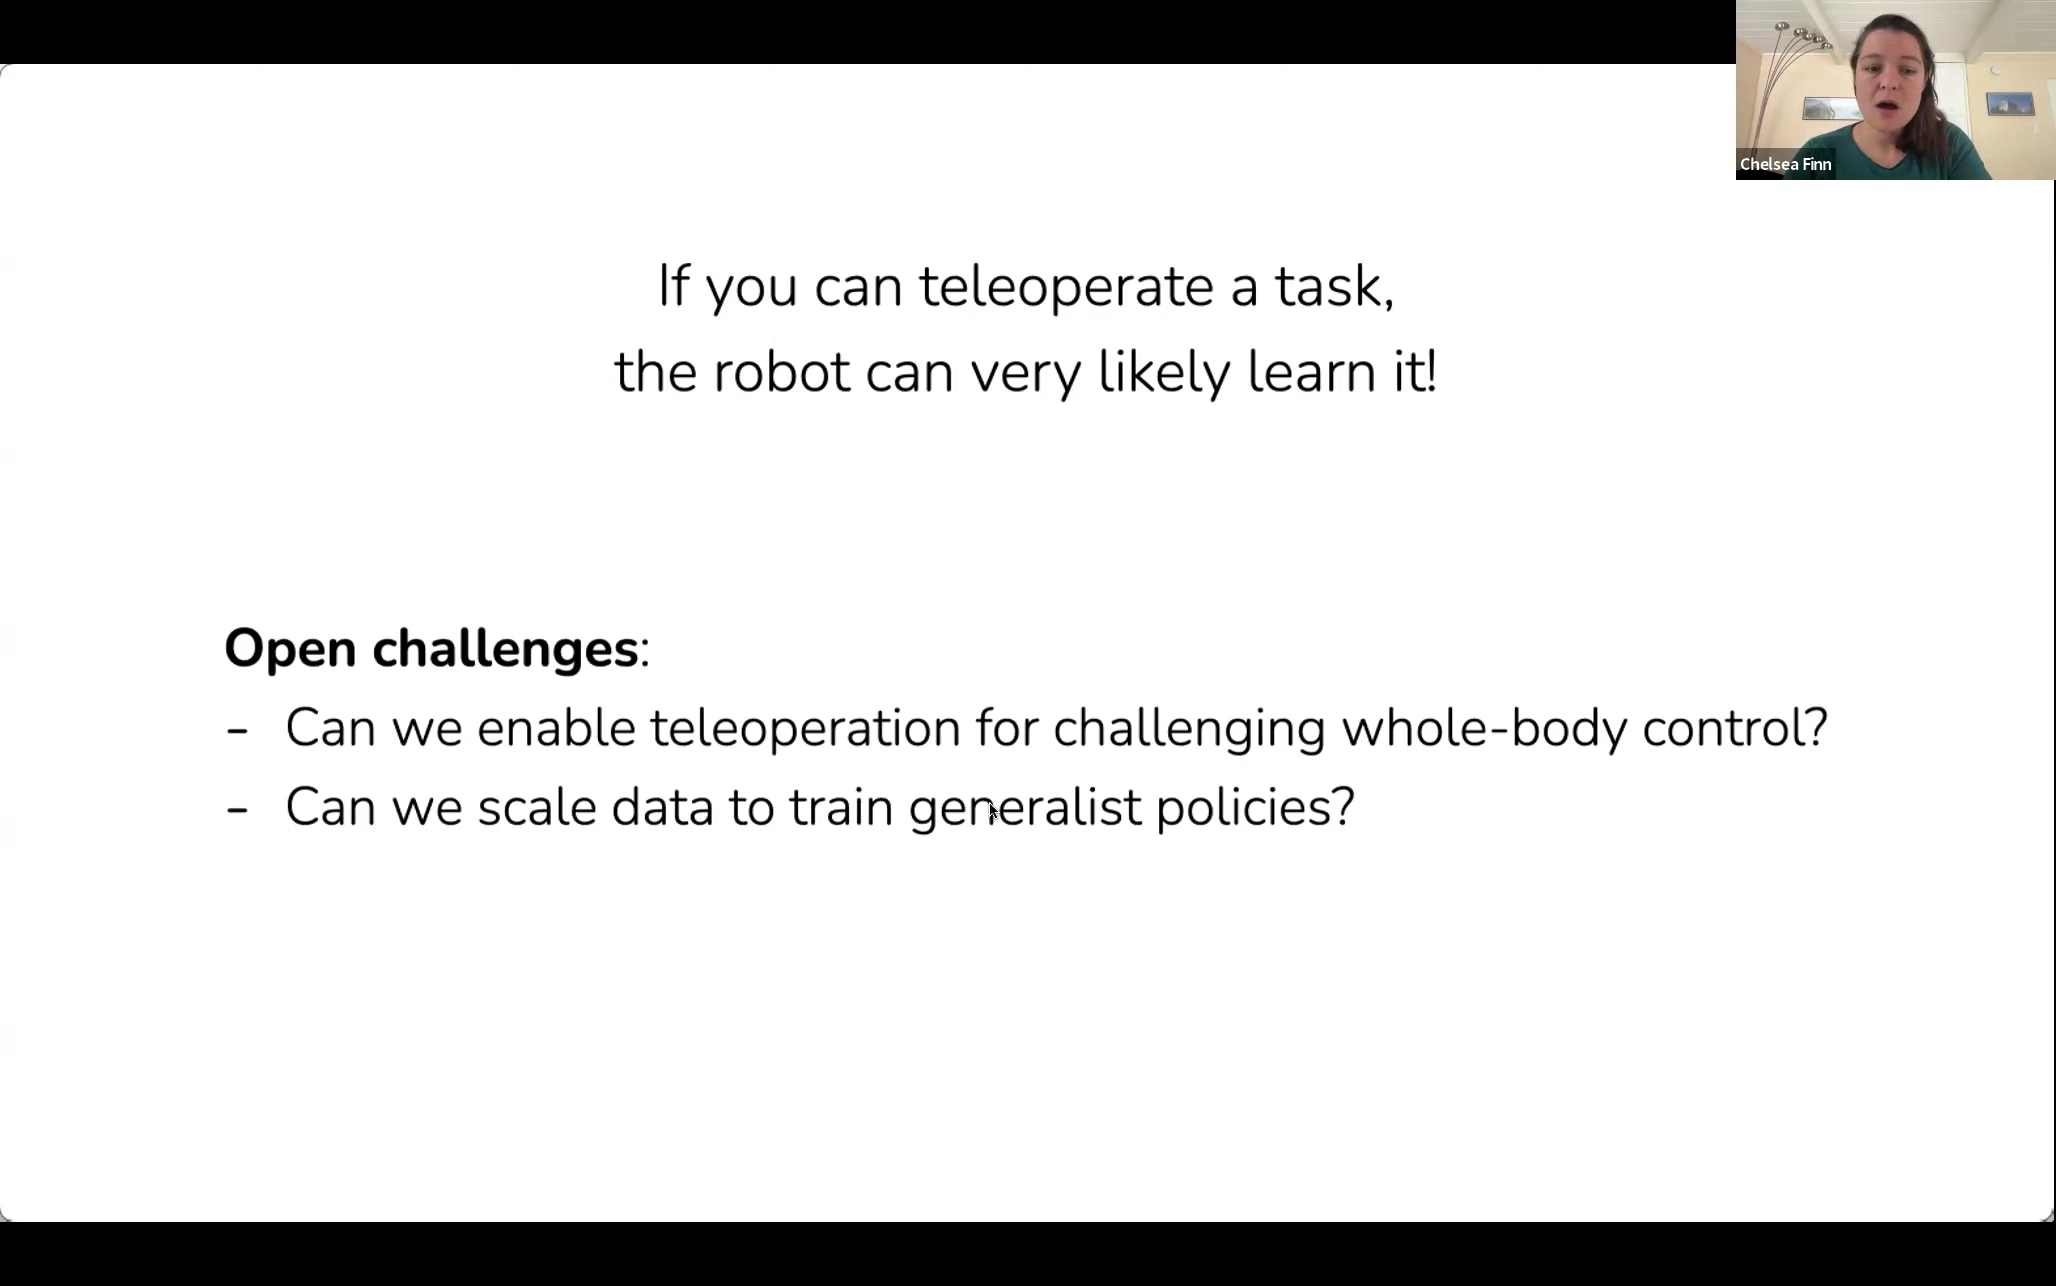 Chelsea Finn
If you can teleoperate a task,
the robot can very likely learn it!
Open challenges:
- Can we enable teleoperation for challenging whole-body control?
- Can we scale data to train generalist policies?